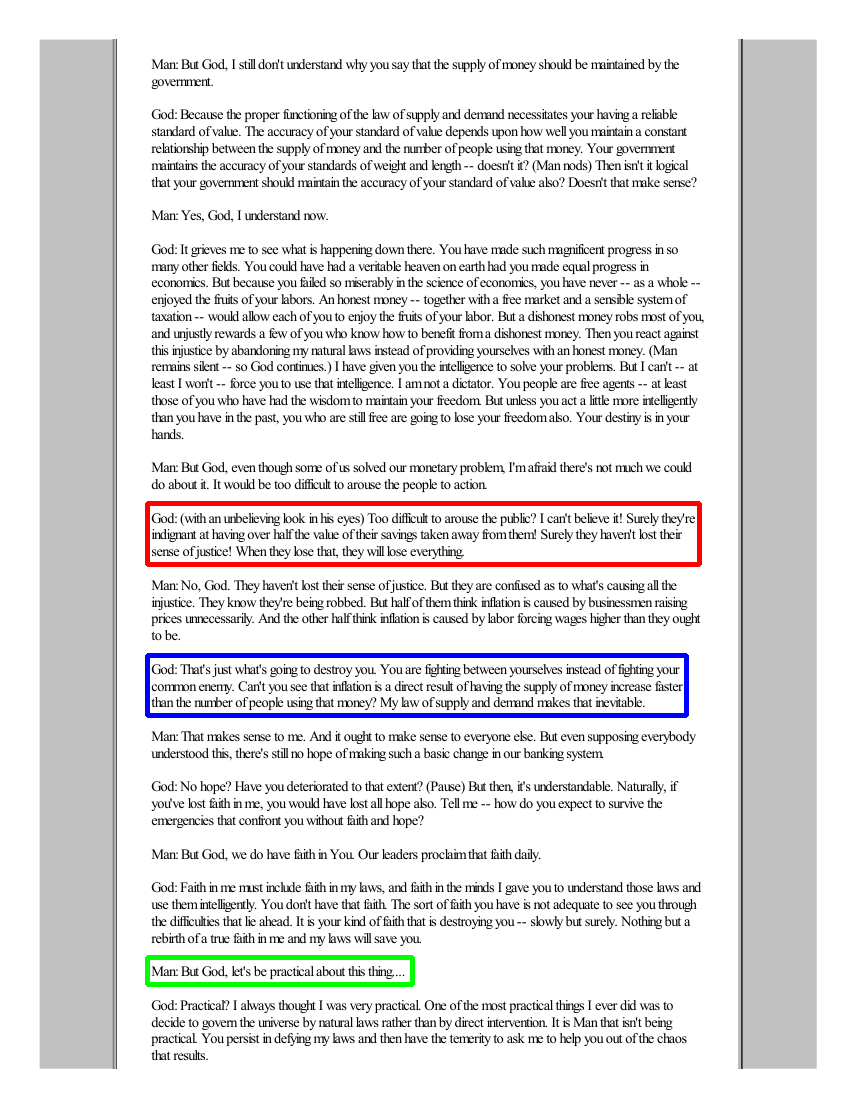 Man: But God, I still don't understand why you say that the supply of money should be maintained by the
government.
God: Because the proper functioning of the law of supply and demand necessitates your having a reliable
standard of value. The accuracy of your standard of value depends upon how well you maintain a constant
relationship between the supply of money and the number of people using that money. Your government
maintains the accuracy of your standards of weight and length -- doesn't it? (Man nods) Then isn't it logical
that your government should maintain the accuracy of your standard of value also? Doesn't that make sense?
Man: Yes, God, I understand now.
God: It grieves me to see what is happening down there. You have made such magnificent progress in so
many other fields. You could have had a veritable heaven on earth had you made equal progress in
economics. But because you failed so miserably in the science of economics, you have never -- as a whole --
enjoyed the fruits of your labors. An honest money -- together with a free market and a sensible system of
taxation -- would allow each of you to enjoy the fruits of your labor. But a dishonest money robs most of you,
and unjustly rewards a few of you who know how to benefit from a dishonest money. Then you react against
this injustice by abandoning my natural laws instead of providing yourselves with an honest money. (Man
remains silent -- so God continues.) I have given you the intelligence to solve your problems. But I can't -- at
least I won't -- force you to use that intelligence. I am not a dictator. You people are free agents -- at least
those of you who have had the wisdom to maintain your freedom. But unless you act a little more intelligently
than you have in the past, you who are still free are going to lose your freedom also. Your destiny is in your
hands.
Man: But God, even though some of us solved our monetary problem, I'm afraid there's not much we could
do about it. It would be too difficult to arouse the people to action.
God: (with an unbelieving look in his eyes) Too difficult to arouse the public? I can't believe it! Surely they're
indignant at having over half the value of their savings taken away from them! Surely they haven't lost their
sense of justice! When they lose that, they will lose everything.
Man: No, God. They haven't lost their sense of justice. But they are confused as to what's causing all the
injustice. They know they're being robbed. But half of them think inflation is caused by businessmen raising
prices unnecessarily. And the other half think inflation is caused by labor forcing wages higher than they ought
to be.
God: That's just what's going to destroy you. You are fighting between yourselves instead of fighting your
common enemy. Can't you see that inflation is a direct result of having the supply of money increase faster
than the number of people using that money? My law of supply and demand makes that inevitable.
Man: That makes sense to me. And it ought to make sense to everyone else. But even supposing everybody
understood this, there's still no hope of making such a basic change in our banking system.
God: No hope? Have you deteriorated to that extent? (Pause) But then, it's understandable. Naturally, if
you've lost faith in me, you would have lost all hope also. Tell me -- how do you expect to survive the
emergencies that confront you without faith and hope?
Man: But God, we do have faith in You. Our leaders proclaim that faith daily.
God: Faith in me must include faith in my laws, and faith in the minds I gave you to understand those laws and
use them intelligently. You don't have that faith. The sort of faith you have is not adequate to see you through
the difficulties that lie ahead. It is your kind of faith that is destroying you -- slowly but surely. Nothing but a
rebirth of a true faith in me and my laws will save you.
Man: But God, let's be practical about this thing....
God: Practical? I always thought I was very practical. One of the most practical things I ever did was to
decide to govern the universe by natural laws rather than by direct intervention. It is Man that isn't being
practical. You persist in defying my laws and then have the temerity to ask me to help you out of the chaos
that results.